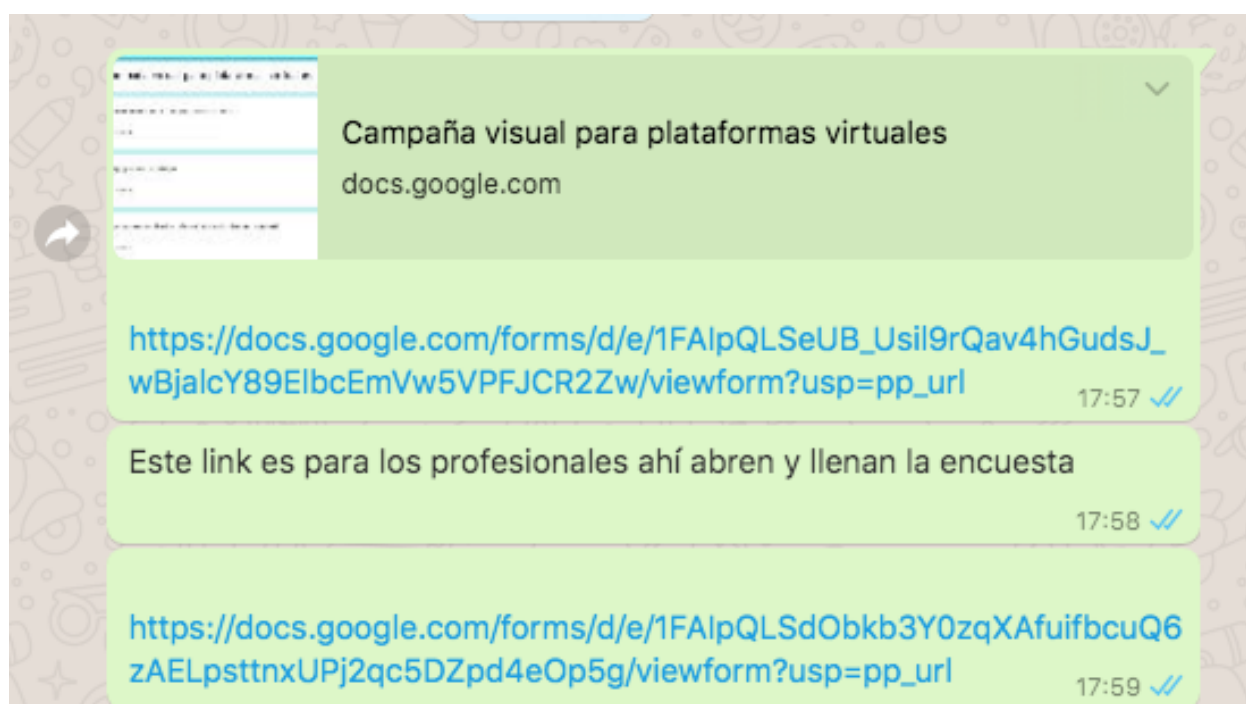 Campaña visual para plataformas virtuales
docs.google.com
https://docs.google.com/forms/d/e/1FAIpQLSeUB_Usil9rQav4hGudsJ_
wBjalcY89ElbcEmVw5VPFJCR2Zw/viewform?usp=pp_url
17:57
Este link es para los profesionales ahí abren y llenan la encuesta
17:58
https://docs.google.com/forms/d/e/1FAIpQLSdObkb3Y0zqXAfuifbcuQ6
zAELpsttnxUPj2qc5DZpd4eOp5g/viewform?usp=pp_url
17:59